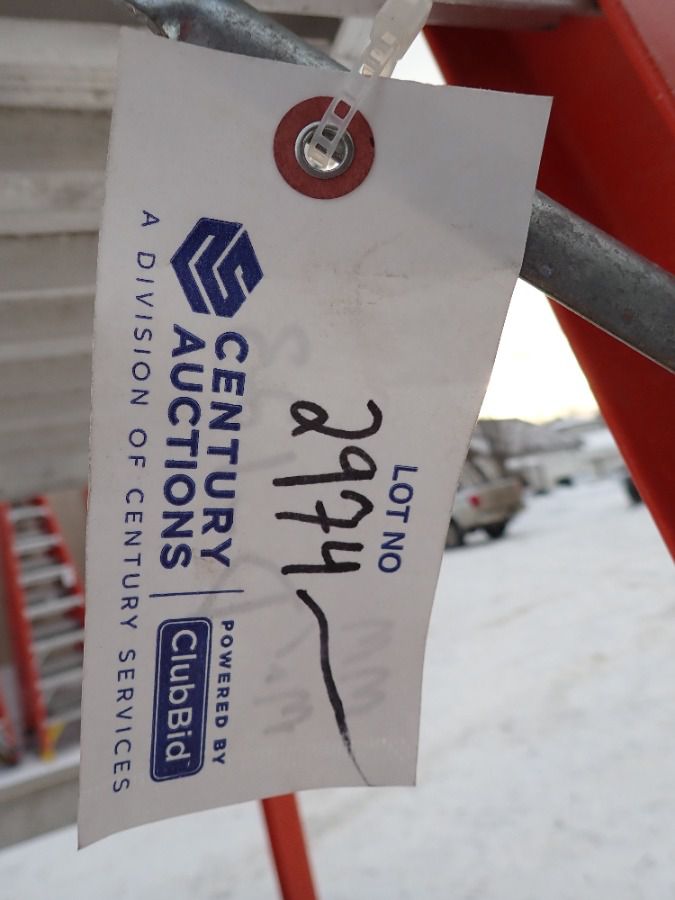 LOT NO
2974
CENTURY
AUCTIONS
POWERED BY
ClubBid
A DIVISION OF CENTURY SERVICES